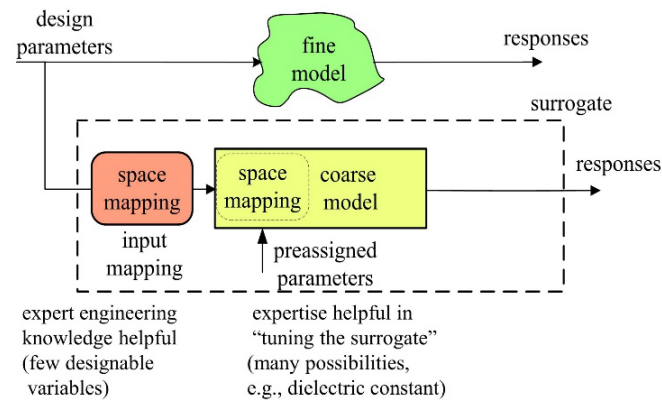 design
parameters
fine
model
responses
surrogate
space
mapping
space
mapping
coarse
model
responses
input
mapping
preassigned
parameters
expert engineering
knowledge helpful
(few designable
variables)
expertise helpful in
“tuning the surrogate”
(many possibilities,
e.g., dielectric constant)